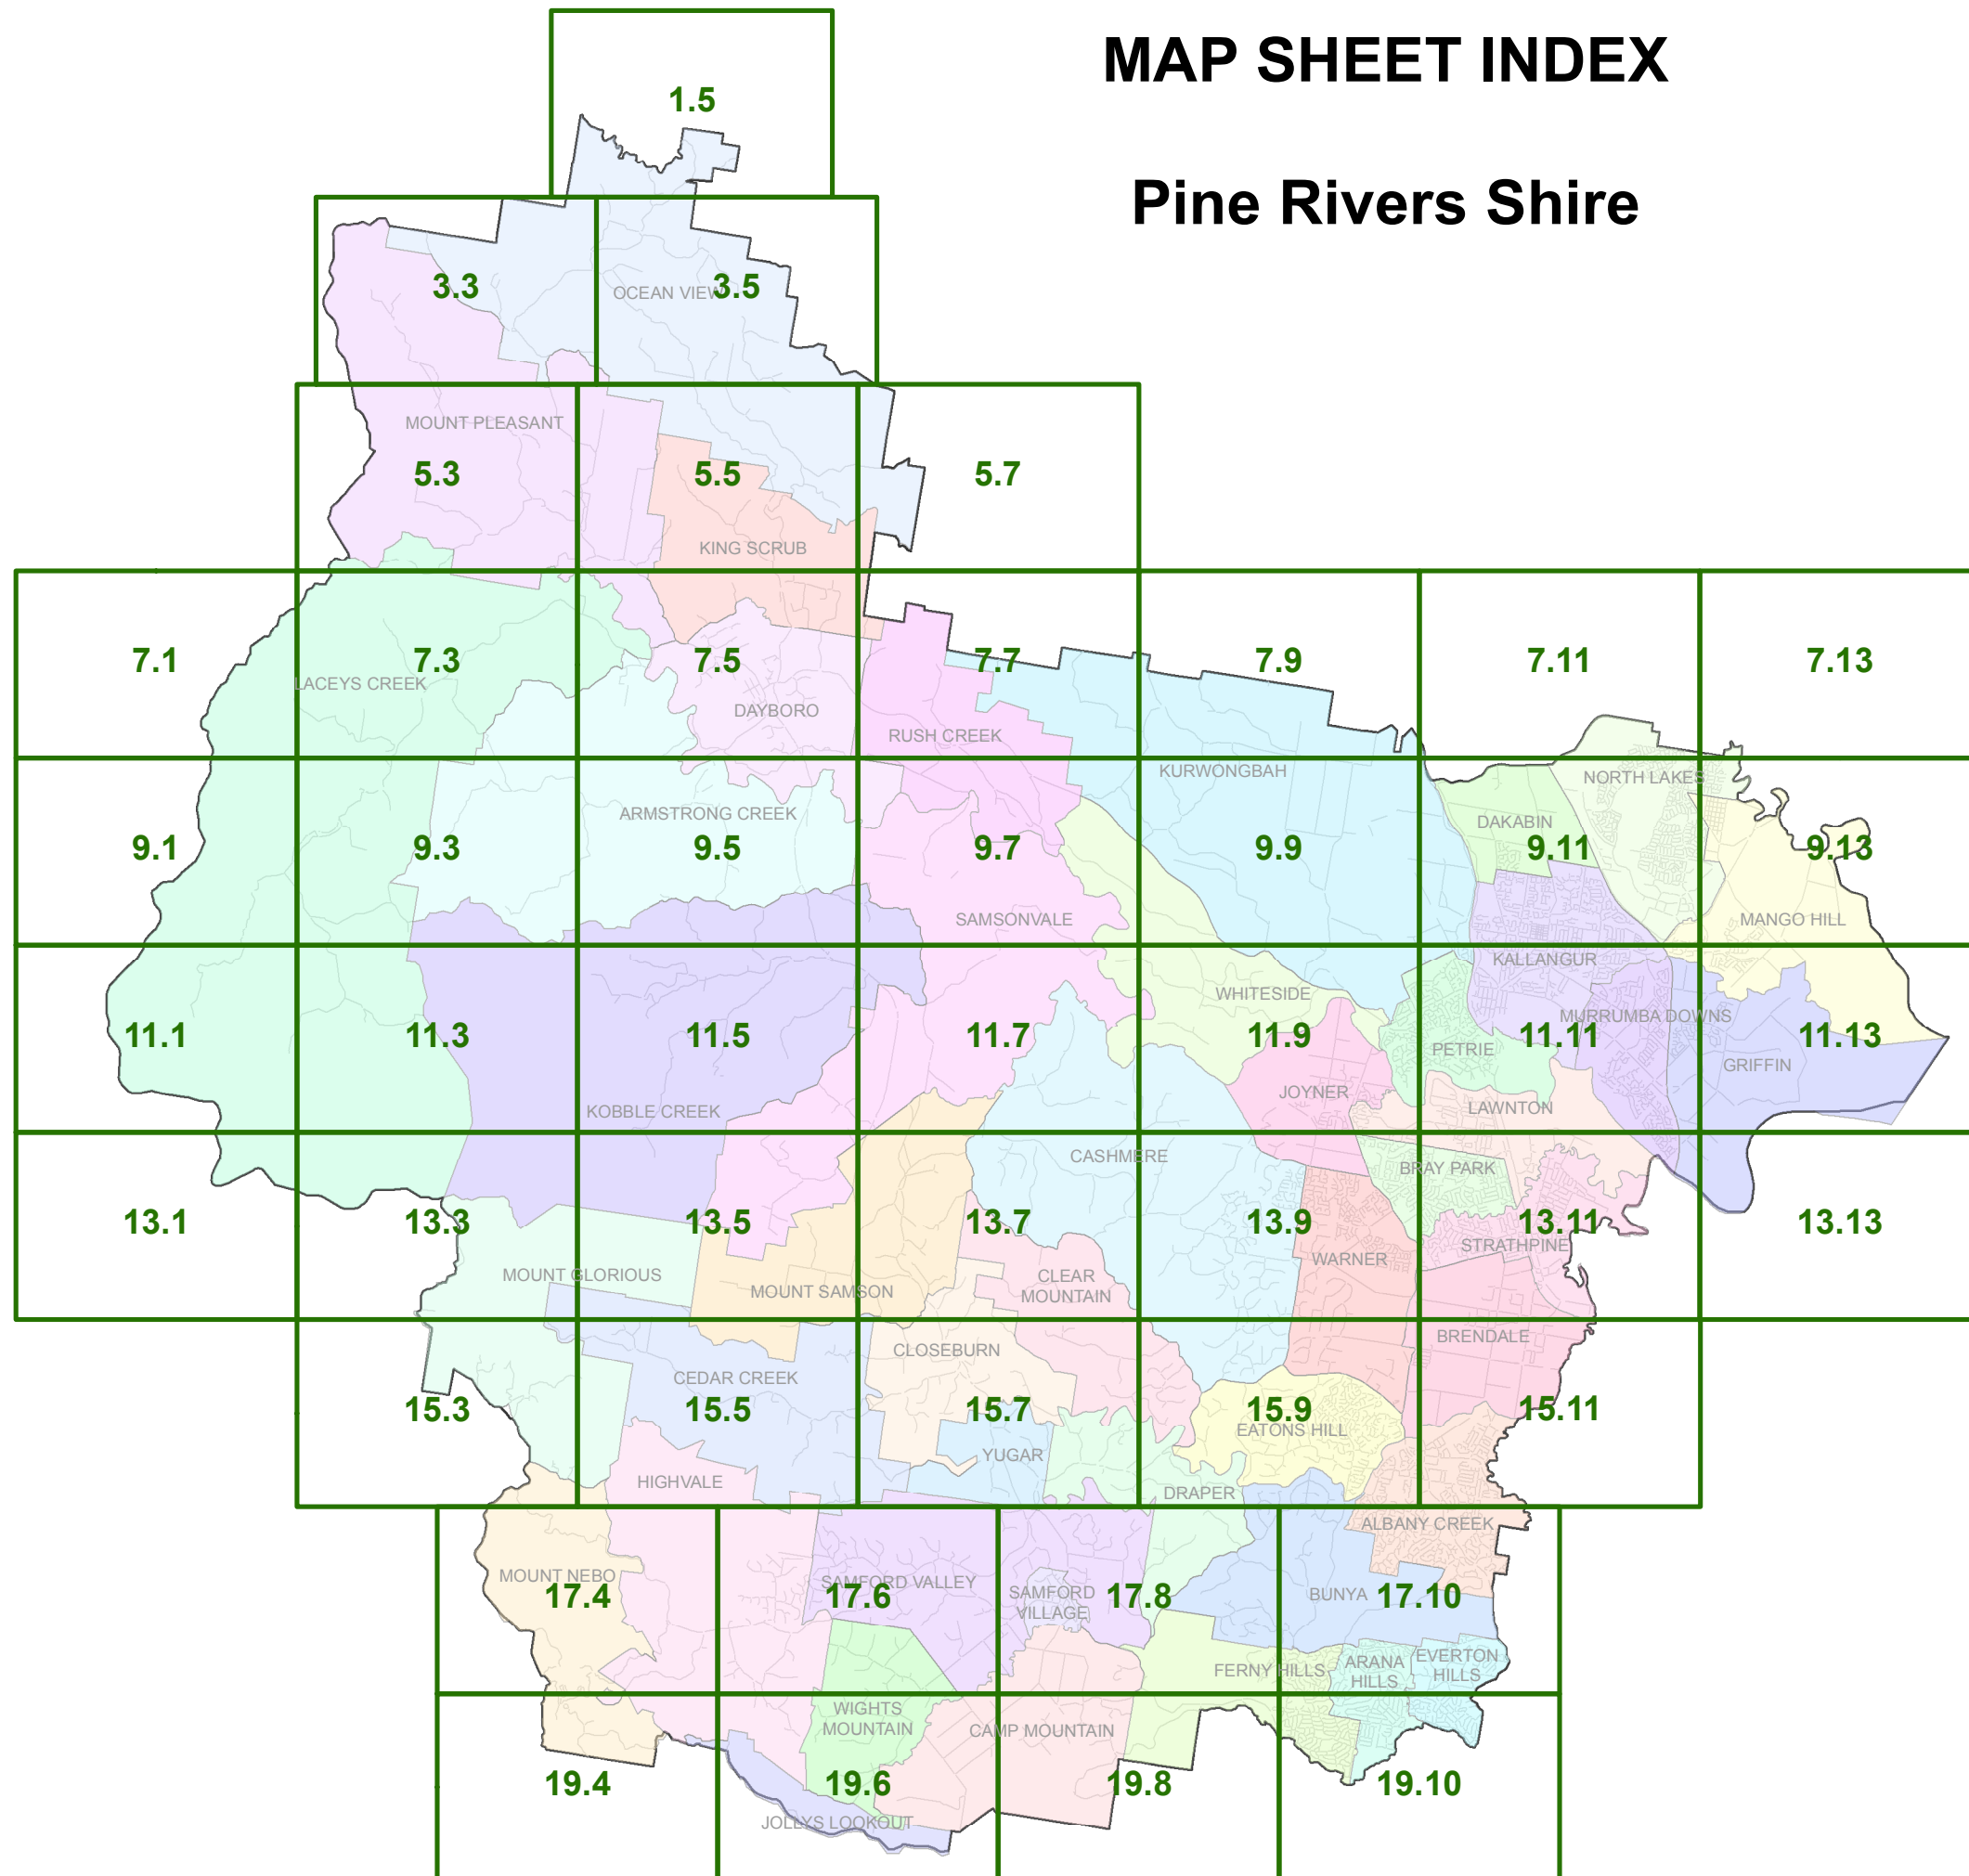 MAP SHEET INDEX
Pine Rivers Shire
1.5
3.3
OCEAN VIEW
3.5
MOUNT PLEASANT
5.3
5.5
5.7
KING SCRUB
7.1
7.3
7.5
7.7
7.9
7.11
7.13
LACEYS CREEK
DAYBORO
RUSH CREEK
KURWONGBAH
NORTH LAKES
ARMSTRONG CREEK
DAKABIN
9.1
9.3
9.5
9.7
9.9
9.11
9.13
SAMSONVALE
MANGO HILL
KALLANGUR
WHITESIDE
MURRUMBA DOWNS
11.1
11.3
11.5
11.7
11.9
11.11
11.13
PETRIE
GRIFFIN
JOYNER
KOBBLE CREEK
LAWNTON
CASHMERE
BRAY PARK
13.1
13.3
13.5
13.7
13.9
13.11
13.13
STRATHPINE
WARNER
MOUNT GLORIOUS
CLEAR
MOUNTAIN
MOUNT SAMSON
BRENDALE
CLOSEBURN
CEDAR CREEK
15.3
15.5
15.7
15.9
15.11
EATONS HILL
YUGAR
HIGHVALE
DRAPER
ALBANY CREEK
MOUNT NEBO
17.4
SAMFORD VALLEY
17.6
SAMFORD
VILLAGE
17.8
BUNYA
17.10
FERNY HILLS
ARANA
HILLS
EVERTON
HILLS
WIGHTS
MOUNTAIN
CAMP MOUNTAIN
19.4
19.6
19.8
19.10
JOLLYS LOOKOUT